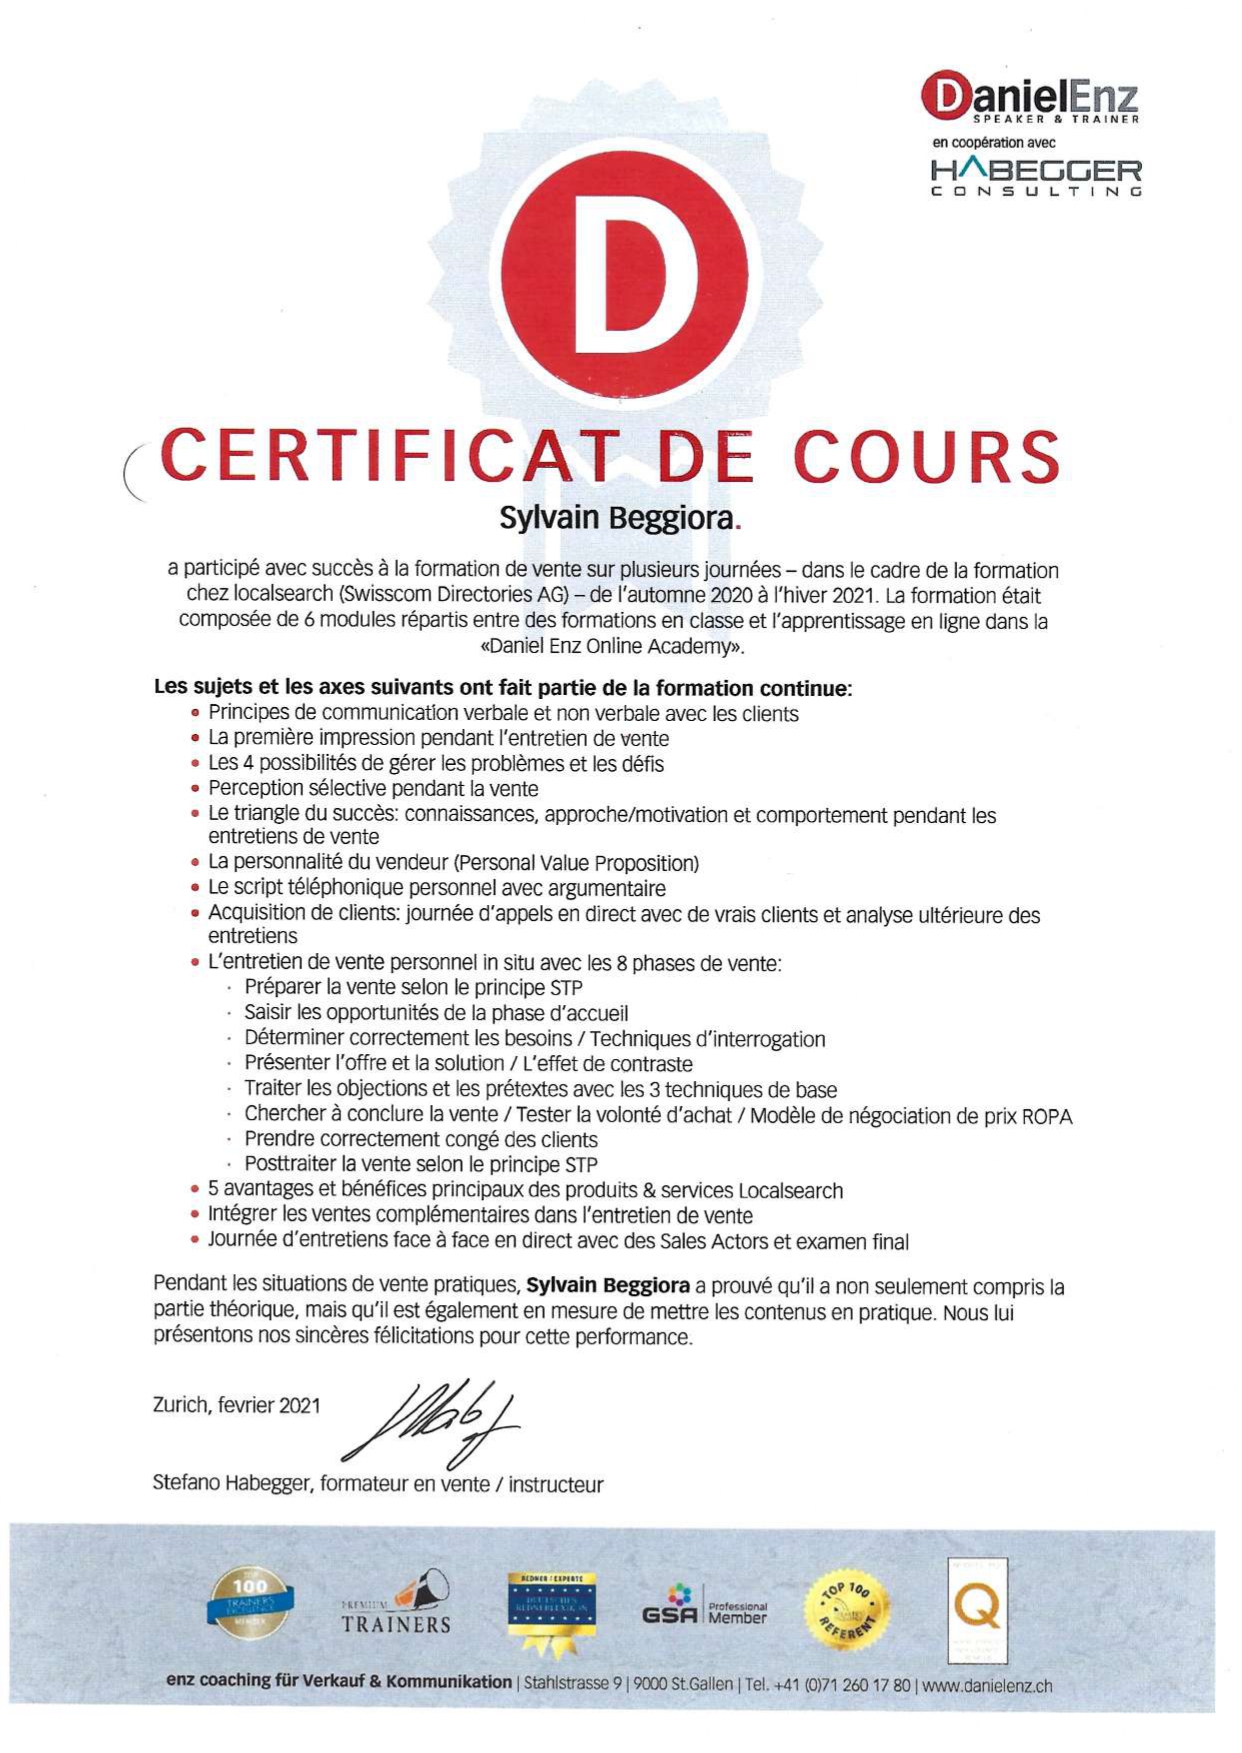 DanielEnz
SPEAKER & TRAINER
en coopération avec
HABEGGER
CONSULTING
D
CERTIFICAT DE COURS
Sylvain Beggiora.
a participé avec succès à la formation de vente sur plusieurs journées – dans le cadre de la formation
chez localsearch (Swisscom Directories AG) – de l'automne 2020 à l'hiver 2021. La formation était
composée de 6 modules répartis entre des formations en classe et l'apprentissage en ligne dans la
«Daniel Enz Online Academy».
Les sujets et les axes suivants ont fait partie de la formation continue:
• Principes de communication verbale et non verbale avec les clients
• La première impression pendant l'entretien de vente
• Les 4 possibilités de gérer les problèmes et les défis
• Perception sélective pendant la vente
• Le triangle du succès: connaissances, approche/motivation et comportement pendant les
entretiens de vente
• La personnalité du vendeur (Personal Value Proposition)
• Le script téléphonique personnel avec argumentaire
• Acquisition de clients: journée d'appels en direct avec de vrais clients et analyse ultérieure des
entretiens
• L'entretien de vente personnel in situ avec les 8 phases de vente:
· Préparer la vente selon le principe STP
· Saisir les opportunités de la phase d'accueil
· Déterminer correctement les besoins / Techniques d'interrogation
· Présenter l'offre et la solution / L'effet de contraste
· Traiter les objections et les prétextes avec les 3 techniques de base
· Chercher à conclure la vente / Tester la volonté d'achat / Modèle de négociation de prix ROPA
· Prendre correctement congé des clients
· Posttraiter la vente selon le principe STP
• 5 avantages et bénéfices principaux des produits & services Localsearch
• Intégrer les ventes complémentaires dans l'entretien de vente
• Journée d'entretiens face à face en direct avec des Sales Actors et examen final
Pendant les situations de vente pratiques, Sylvain Beggiora a prouvé qu'il a non seulement compris la
partie théorique, mais qu'il est également en mesure de mettre les contenus en pratique. Nous lui
présentons nos sincères félicitations pour cette performance.
Zurich, fevrier 2021
Stefano Habegger, formateur en vente / instructeur
100
TRAINERS
EXCELLENCE
MEMBER
PREMIUM
TRAINERS
REDNER | EXPERTE
DEUTSCHES
REDNERLEXIKON
GSA
Professional
Member
TOP 100
REFERENT
Q
enz coaching für Verkauf & Kommunikation | Stahlstrasse 9 | 9000 St.Gallen | Tel. +41 (0)71 260 17 80 | www.danielenz.ch